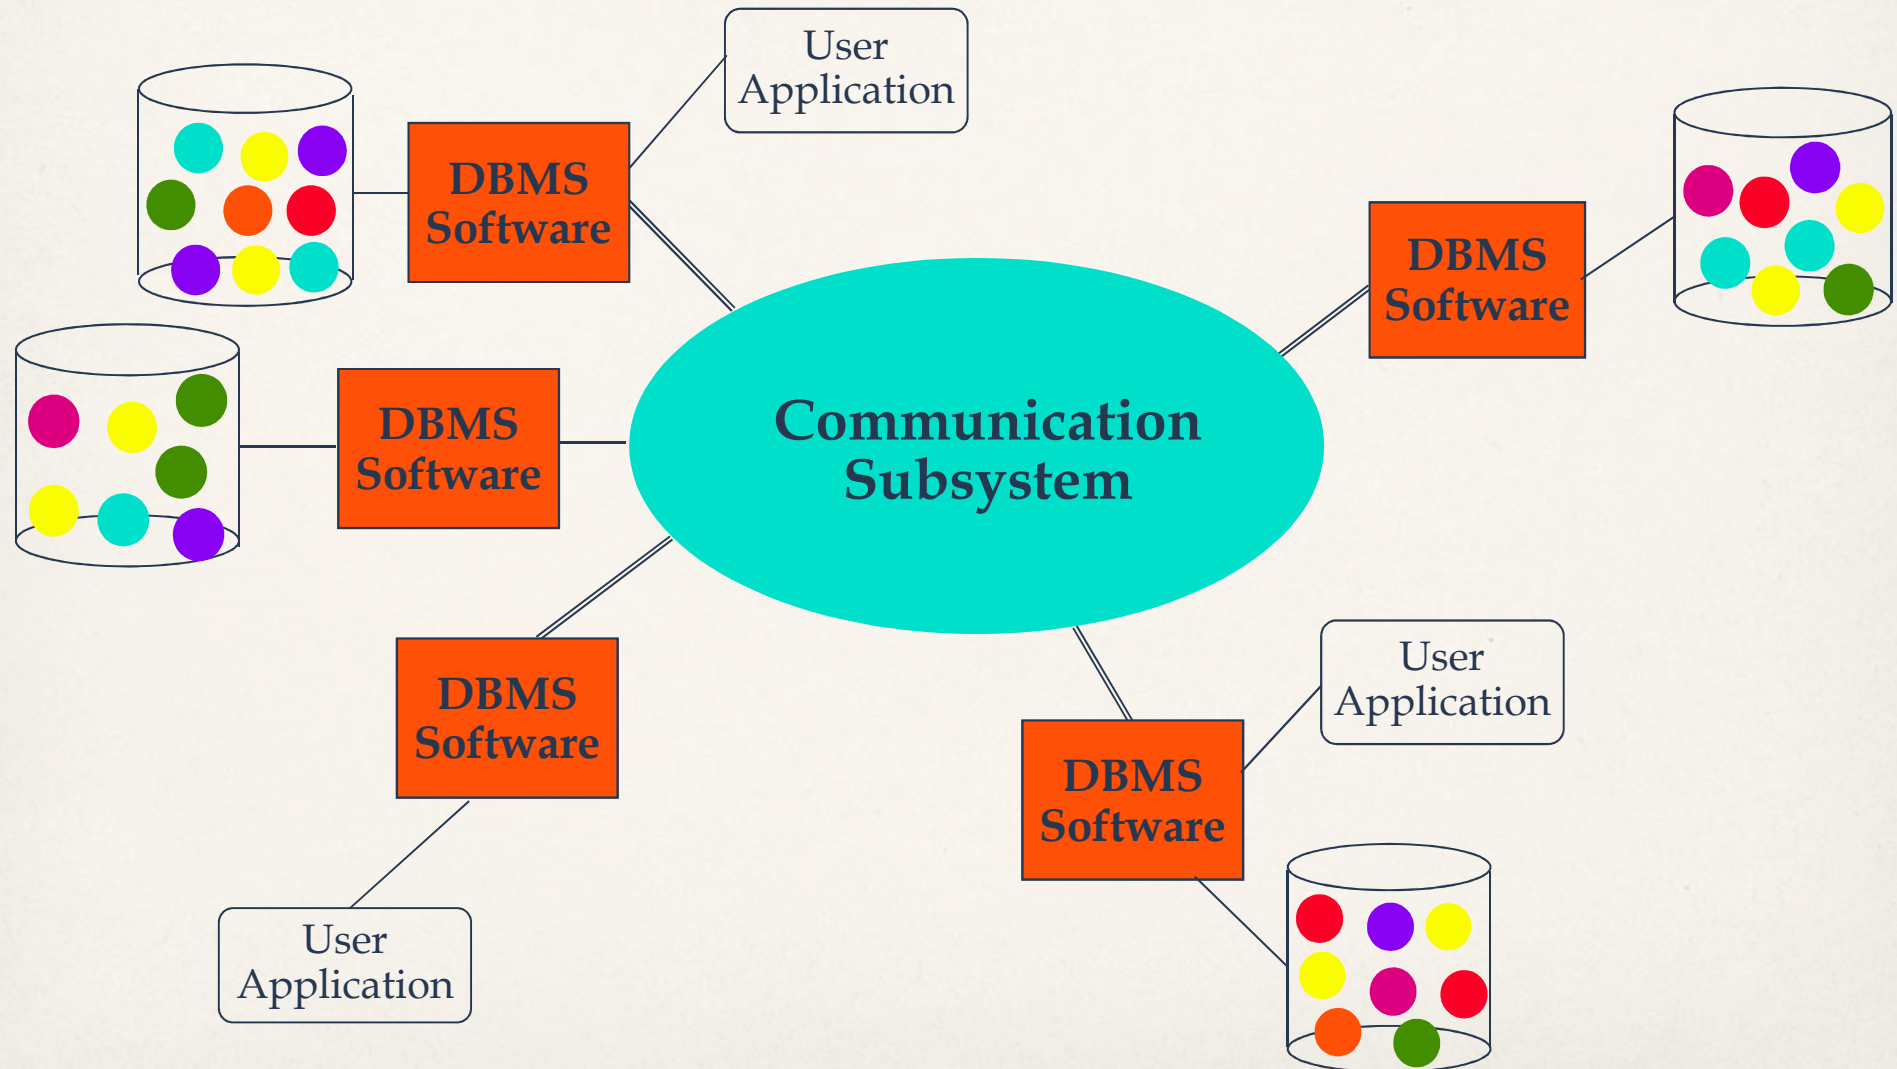 User
Application
DBMS
Software
DBMS
Software
DBMS
Software
Communication
Subsystem
DBMS
Software
User
Application
DBMS
Software
User
Application